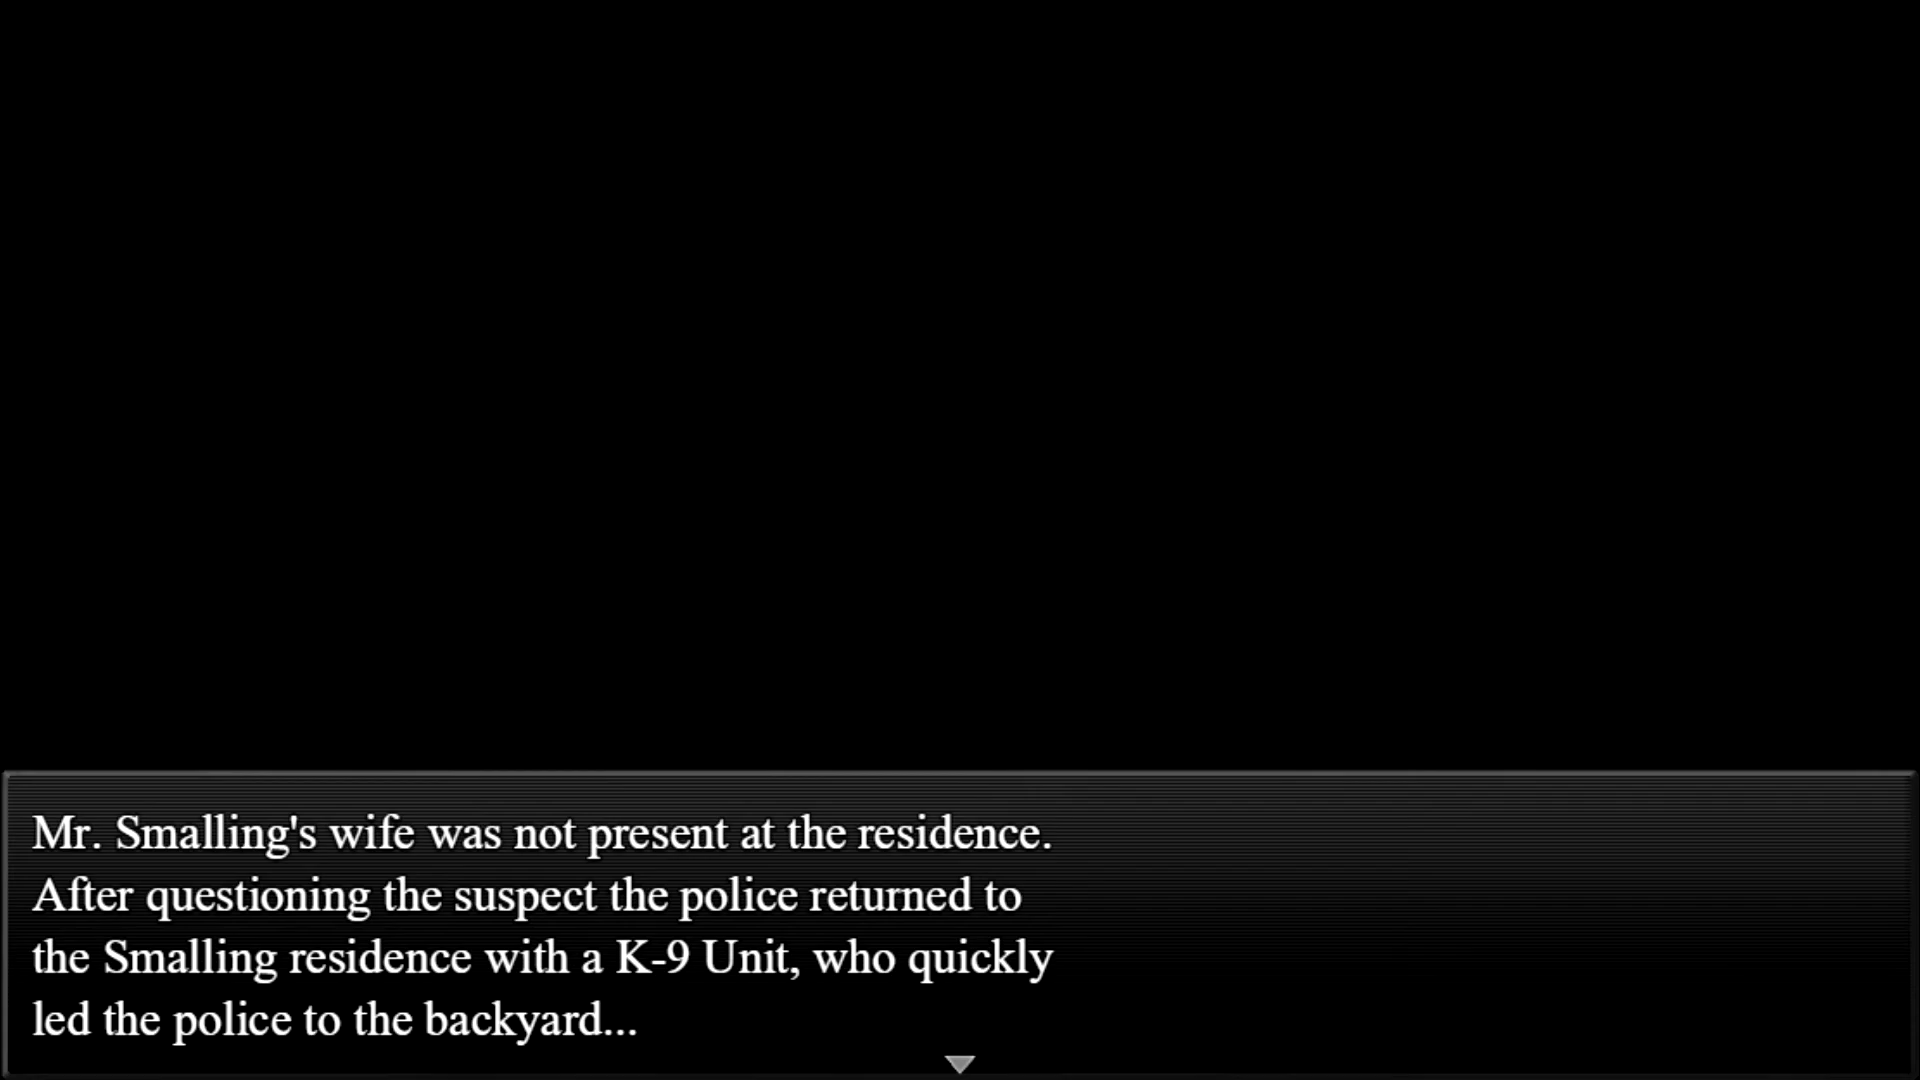 Mr. Smalling's wife was not present at the residence.
After questioning the suspect the police returned to
the Smalling residence with a K-9 Unit, who quickly
led the police to the backyard...